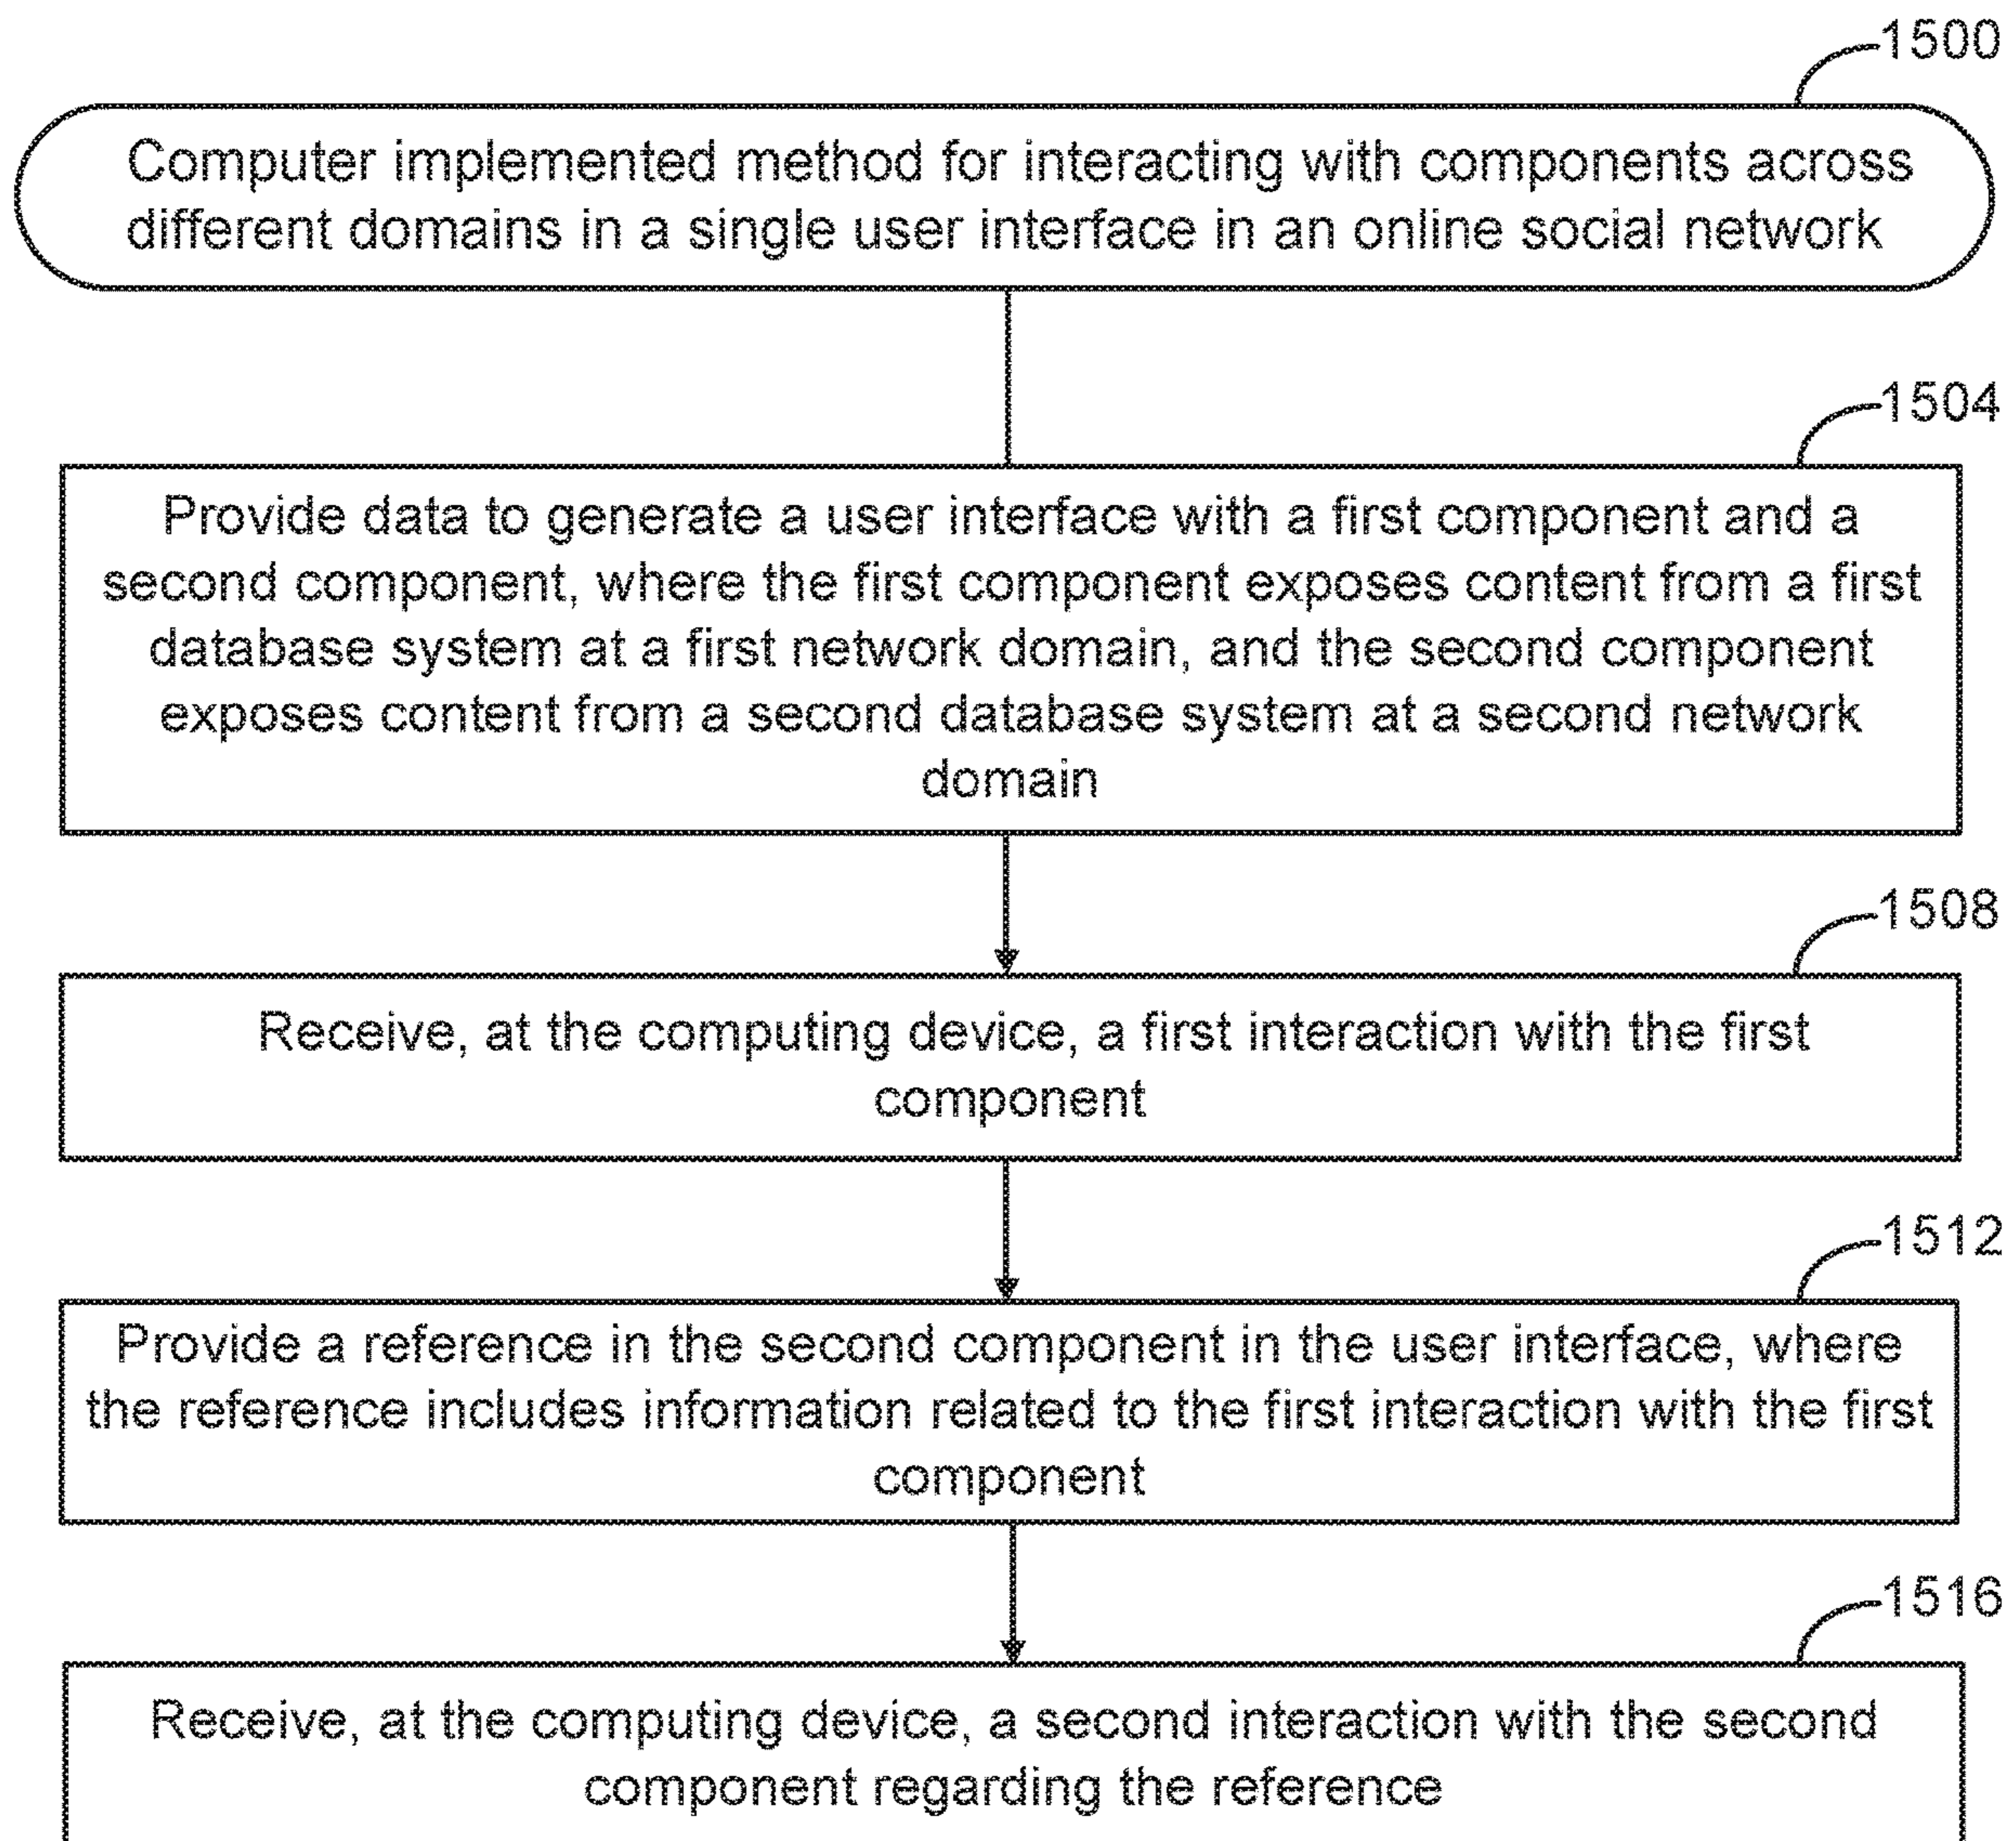 1500
Computer implemented method for interacting with components across
different domains in a single user interface in an online social network
1504
Provide data to generate a user interface with a first component and a
second component, where the first component exposes content from a first
database system at a first network domain, and the second component
exposes content from a second database system at a second network
domain
1508
Receive, at the computing device, a first interaction with the first
component
1512
Provide a reference in the second component in the user interface, where
the reference includes information related to the first interaction with the first
component
1516
Receive, at the computing device, a second interaction with the second
component regarding the reference